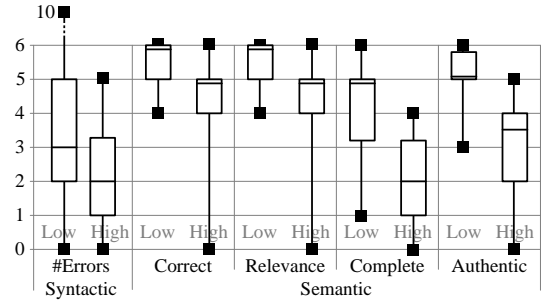 10
6
5
4
3
2
1
0
Low High Low High Low High Low High Low High
#Errors Correct Relevance Complete Authentic
Syntactic Semantic